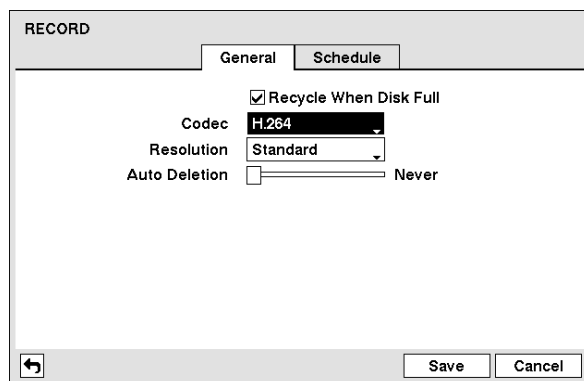 RECORD
General Schedule
Recycle When Disk Full
Codec H.264
Resolution Standard
Auto Deletion Never
Save Cancel